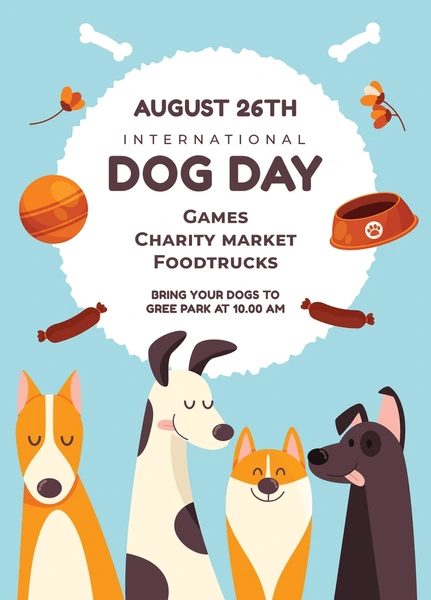 AUGUST 26TH
INTERNATIONAL
DOG DAY
GAMES
CHARITY MARKET
FOODTRUCKS
BRING YOUR DOGS TO
GREE PARK AT 10.00 AM